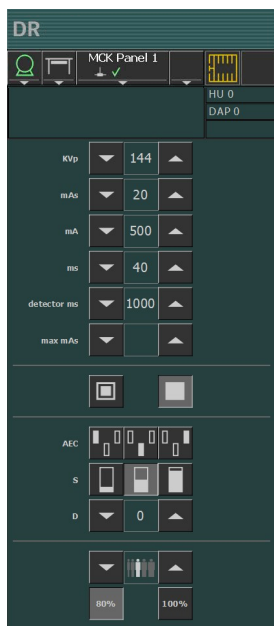 DR
MCK Panel 1
HU 0
DAP 0
KVp 144
mAs 20
mA 500
ms 40
detector ms 1000
max mAs
AEC
S
D 0
80% 100%